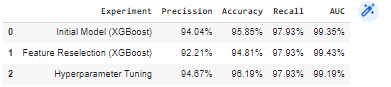 Experiment Precission Accuracy Recall AUC
0 Initial Model (XGBoost) 94.04% 95.85% 97.93% 99.35%
1 Feature Reselection (XGBoost) 92.21% 94.81% 97.93% 99.43%
2 Hyperparameter Tuning 94.67% 96.19% 97.93% 99.19%